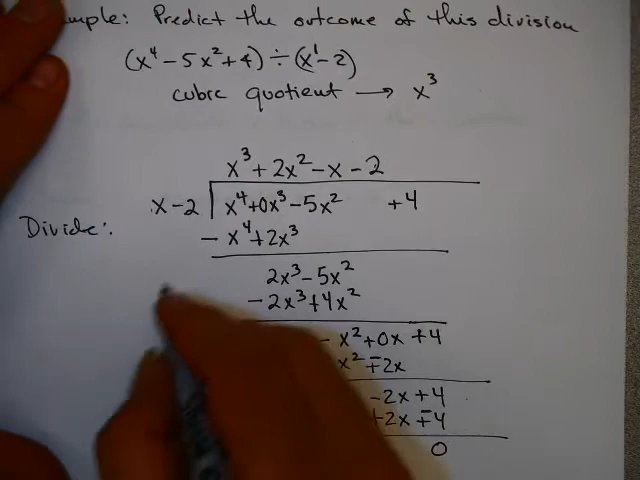 mple: Predict the outcome of this division
(x⁴ - 5x² + 4) ÷ (x¹ - 2)
cubic quotient → x³
x³ + 2x² - x - 2
Divide: x - 2 | x⁴ + 0x³ - 5x² + 4
- x⁴ + 2x³
2x³ - 5x²
- 2x³ + 4x²
- x² + 0x + 4
x² ∓ 2x
- 2x + 4
+ 2x ∓ 4
0